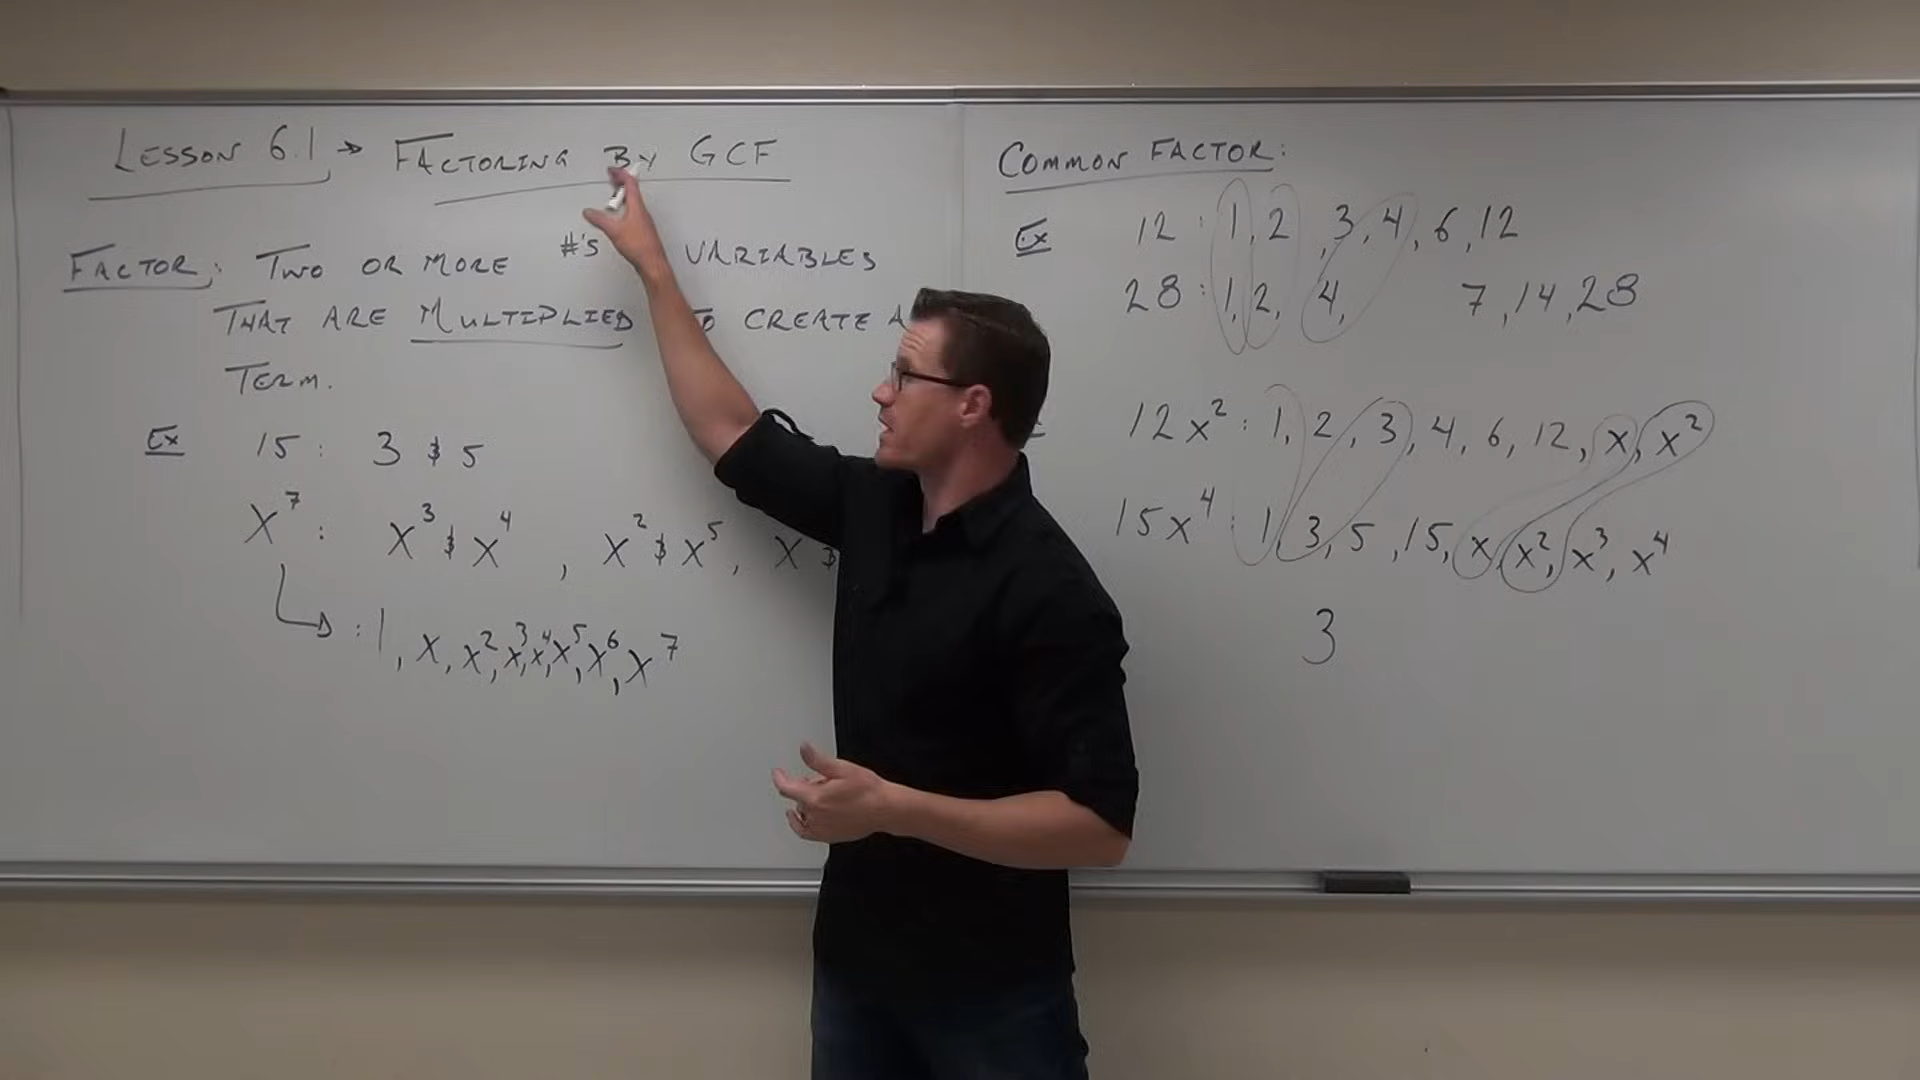 LESSON 6.1 → FACTORING BY GCF
FACTOR: TWO OR MORE #'S VARIABLES
THAT ARE MULTIPLIED TO CREATE A
TERM.
Ex 15: 3 & 5
x⁷: x³ & x⁴, x² & x⁵, x &
: 1, x, x², x³, x⁴, x⁵, x⁶, x⁷
COMMON FACTOR:
Ex 12: 1, 2, 3, 4, 6, 12
28: 1, 2, 4, 7, 14, 28
12x²: 1, 2, 3, 4, 6, 12, x, x²
15x⁴: 1, 3, 5, 15, x, x², x³, x⁴
3